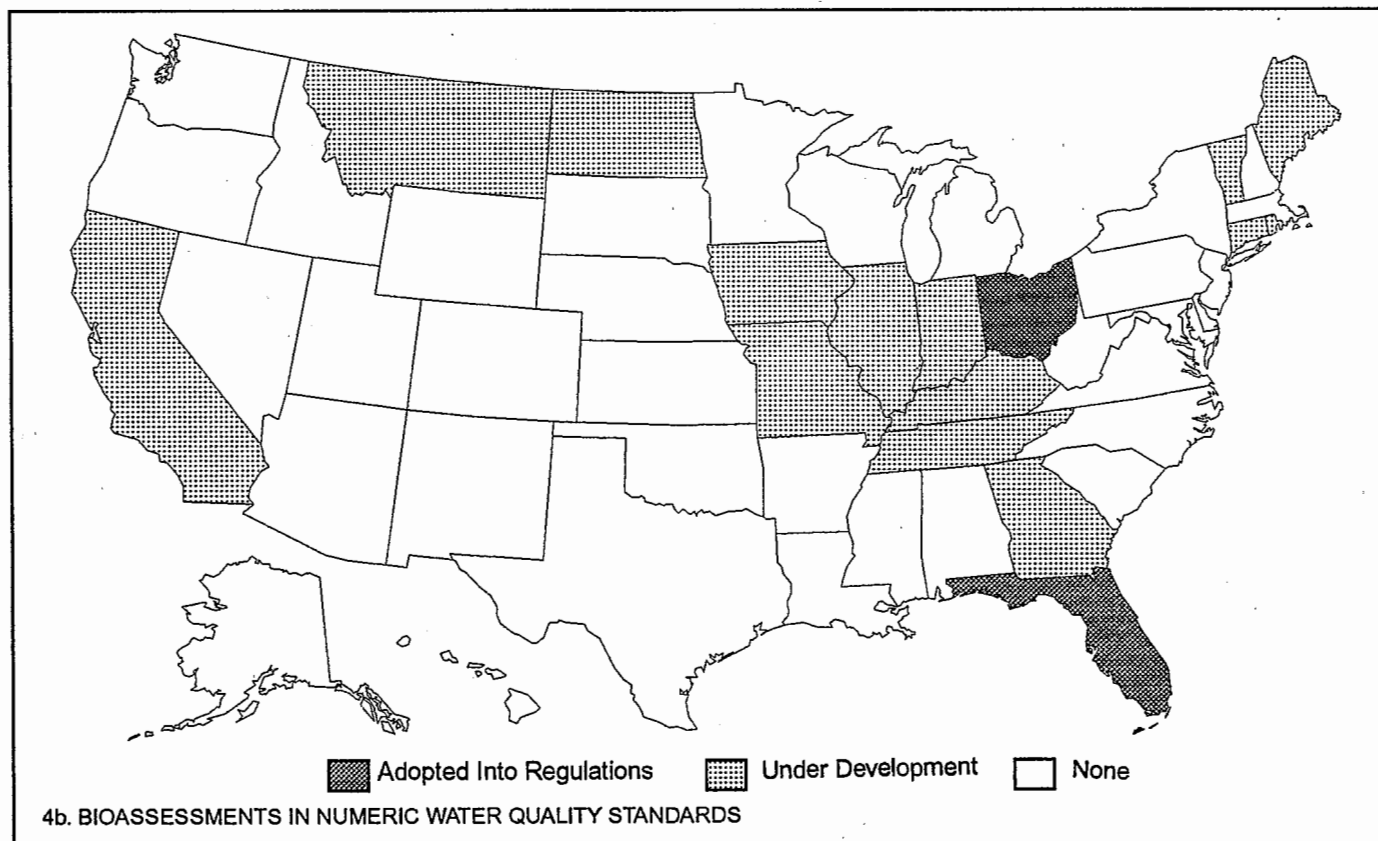 Adopted Into Regulations Under Development None
4b. BIOASSESSMENTS IN NUMERIC WATER QUALITY STANDARDS